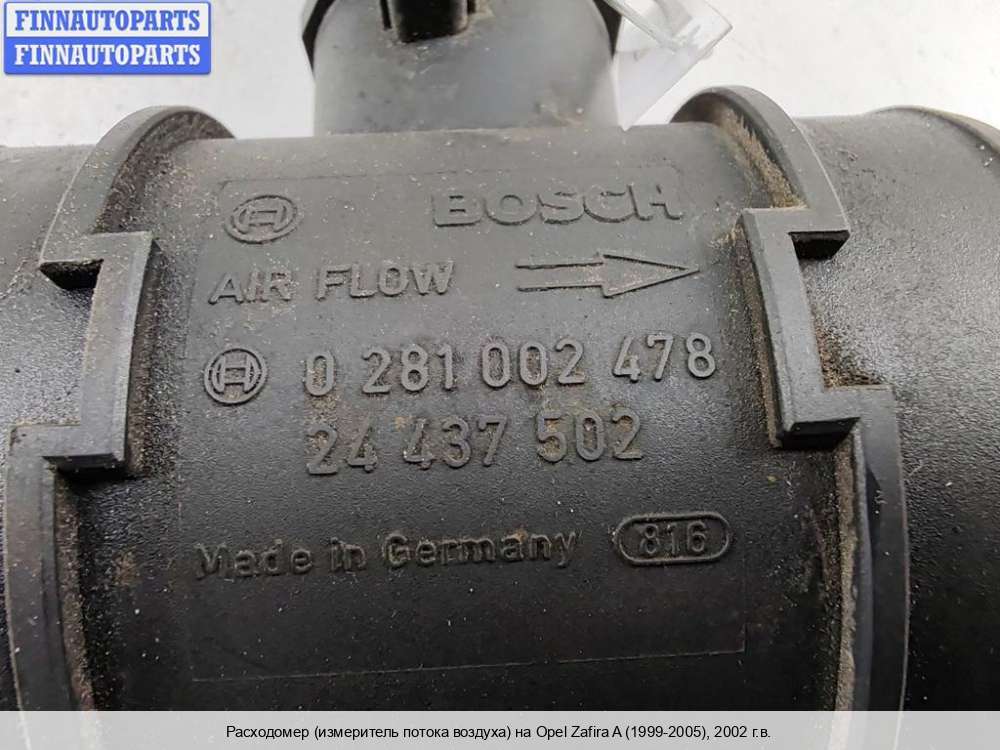 FINNAUTOPARTS
FINNAUTOPARTS
BOSCH
AIR FLOW
0 281 002 478
24 437 502
Made in Germany 816
Расходомер (измеритель потока воздуха) на Opel Zafira A (1999-2005), 2002 г.в.